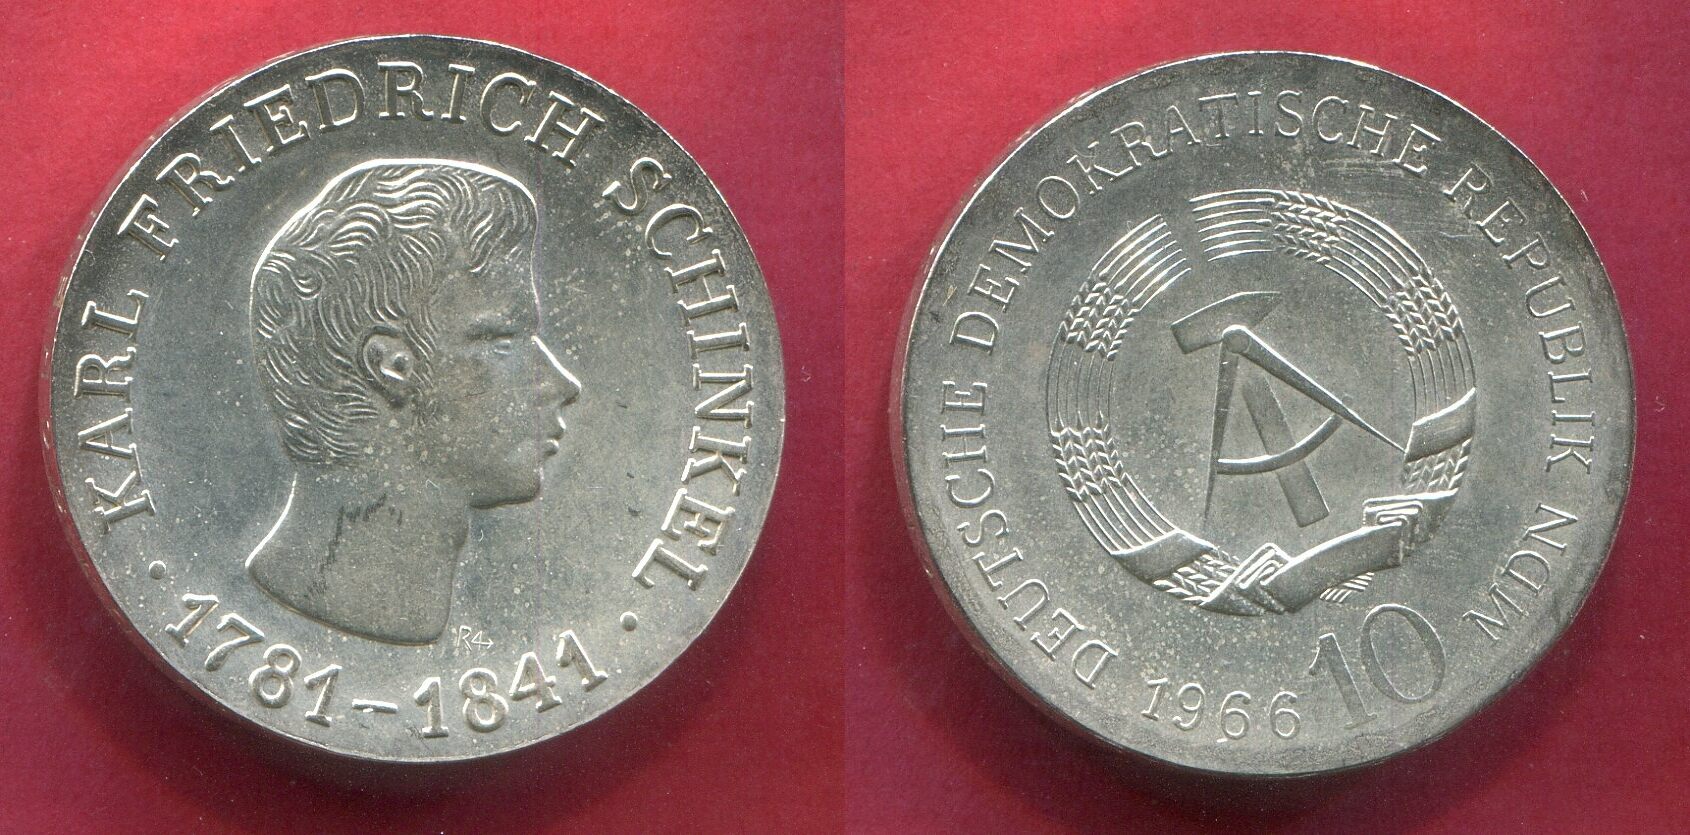 KARL FRIEDRICH SCHINKEL
· 1781–1841 ·
DEUTSCHE DEMOKRATISCHE REPUBLIK
1966 10 MDN